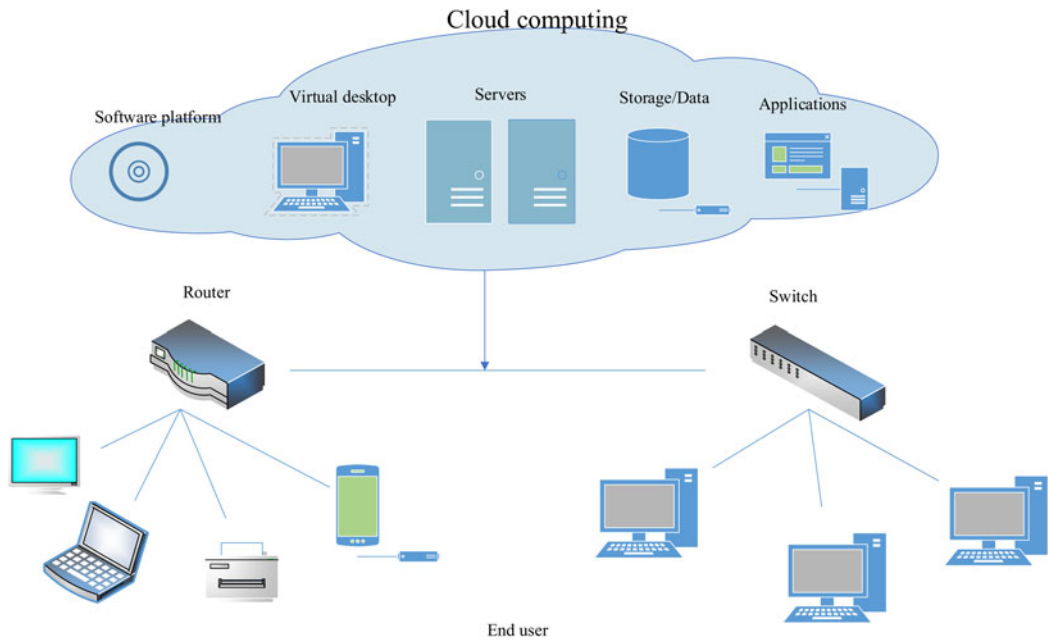 Cloud computing
Software platform
Virtual desktop
Servers
Storage/Data
Applications
Router
Switch
End user